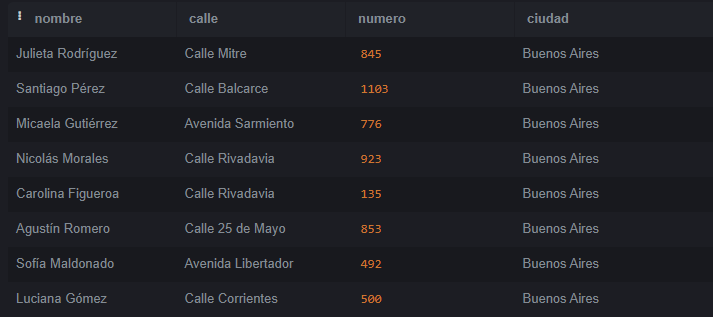 nombre calle numero ciudad
Julieta Rodríguez Calle Mitre 845 Buenos Aires
Santiago Pérez Calle Balcarce 1103 Buenos Aires
Micaela Gutiérrez Avenida Sarmiento 776 Buenos Aires
Nicolás Morales Calle Rivadavia 923 Buenos Aires
Carolina Figueroa Calle Rivadavia 135 Buenos Aires
Agustín Romero Calle 25 de Mayo 853 Buenos Aires
Sofía Maldonado Avenida Libertador 492 Buenos Aires
Luciana Gómez Calle Corrientes 500 Buenos Aires